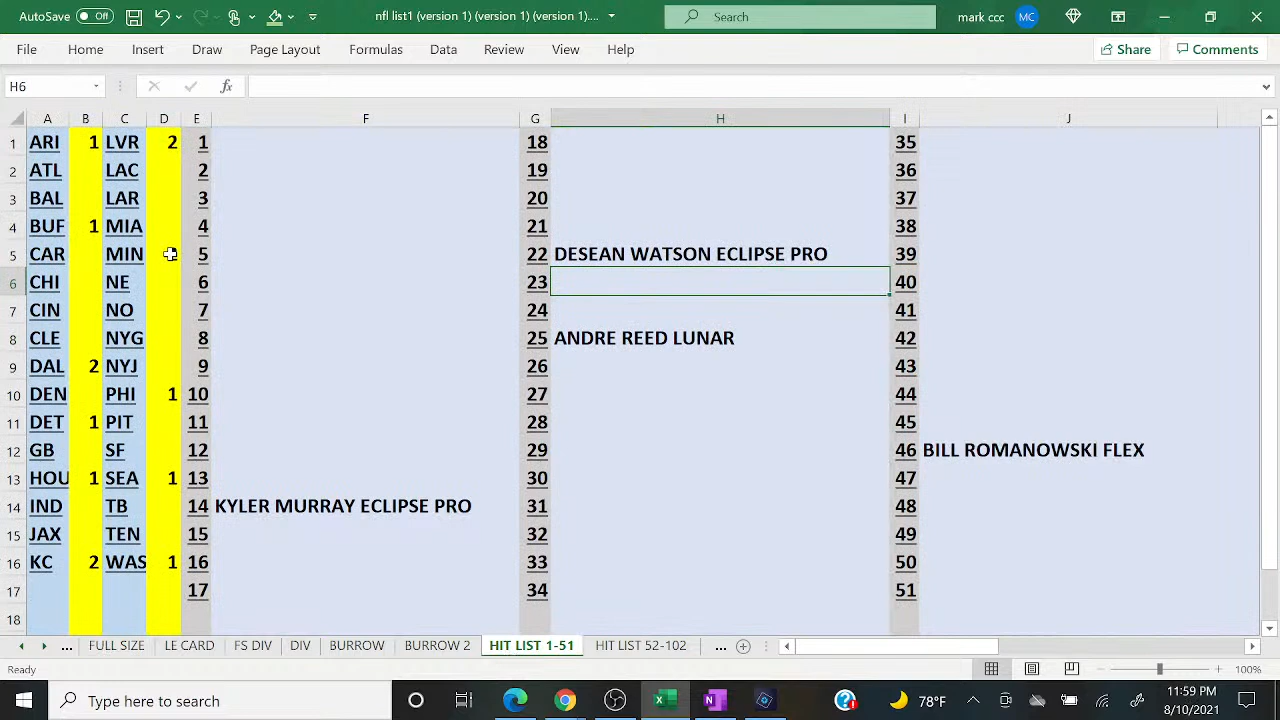 AutoSave Off nfl list1 (version 1) (version 1) (version 1)... Search mark ccc MC
File Home Insert Draw Page Layout Formulas Data Review View Help Share Comments
H6 fx
A B C D E F G H I J
1 ARI 1 LVR 2 1 18 35
2 ATL LAC 2 19 36
3 BAL LAR 3 20 37
4 BUF 1 MIA 4 21 38
5 CAR MIN 5 22 DESEAN WATSON ECLIPSE PRO 39
6 CHI NE 6 23 40
7 CIN NO 7 24 41
8 CLE NYG 8 25 ANDRE REED LUNAR 42
9 DAL 2 NYJ 9 26 43
10 DEN PHI 1 10 27 44
11 DET 1 PIT 11 28 45
12 GB SF 12 29 46 BILL ROMANOWSKI FLEX
13 HOU 1 SEA 1 13 30 47
14 IND TB 14 KYLER MURRAY ECLIPSE PRO 31 48
15 JAX TEN 15 32 49
16 KC 2 WAS 1 16 33 50
17 17 34 51
18
... FULL SIZE LE CARD FS DIV DIV BURROW BURROW 2 HIT LIST 1-51 HIT LIST 52-102 ...
Ready 100%
Type here to search 78°F 11:59 PM
8/10/2021